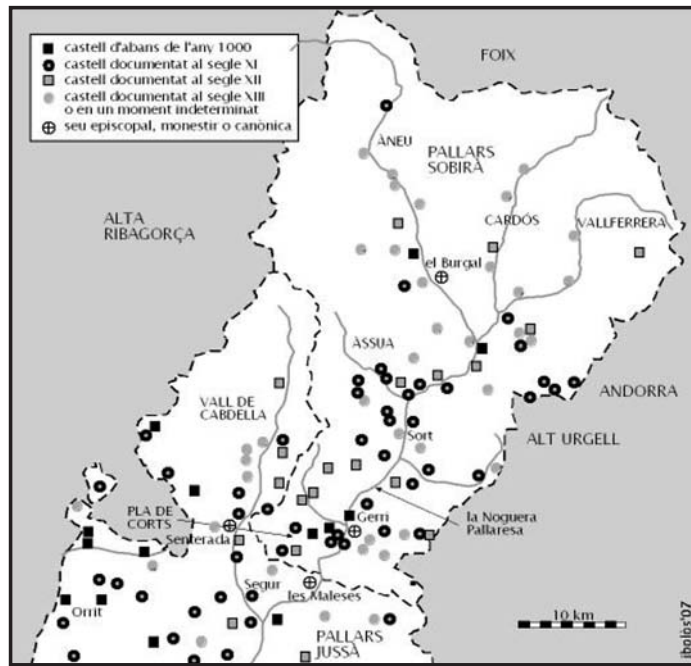 castell d'abans de l'any 1000
castell documentat al segle XI
castell documentat al segle XII
castell documentat al segle XIII
o en un moment indeterminat
seu episcopal, monestir o canònica
FOIX
ÀNEU
PALLARS
SOBIRÀ
ALTA
RIBAGORÇA
CARDÓS
VALLFERRERA
el Burgal
ÀSSUA
VALL DE
CABDELLA
ANDORRA
Sort
ALT URGELL
PLA DE
CORTS
Gerri
la Noguera
Pallaresa
Senterada
Segur
les Maleses
Orrit
10 km
PALLARS
JUSSÀ
jbolòs'07